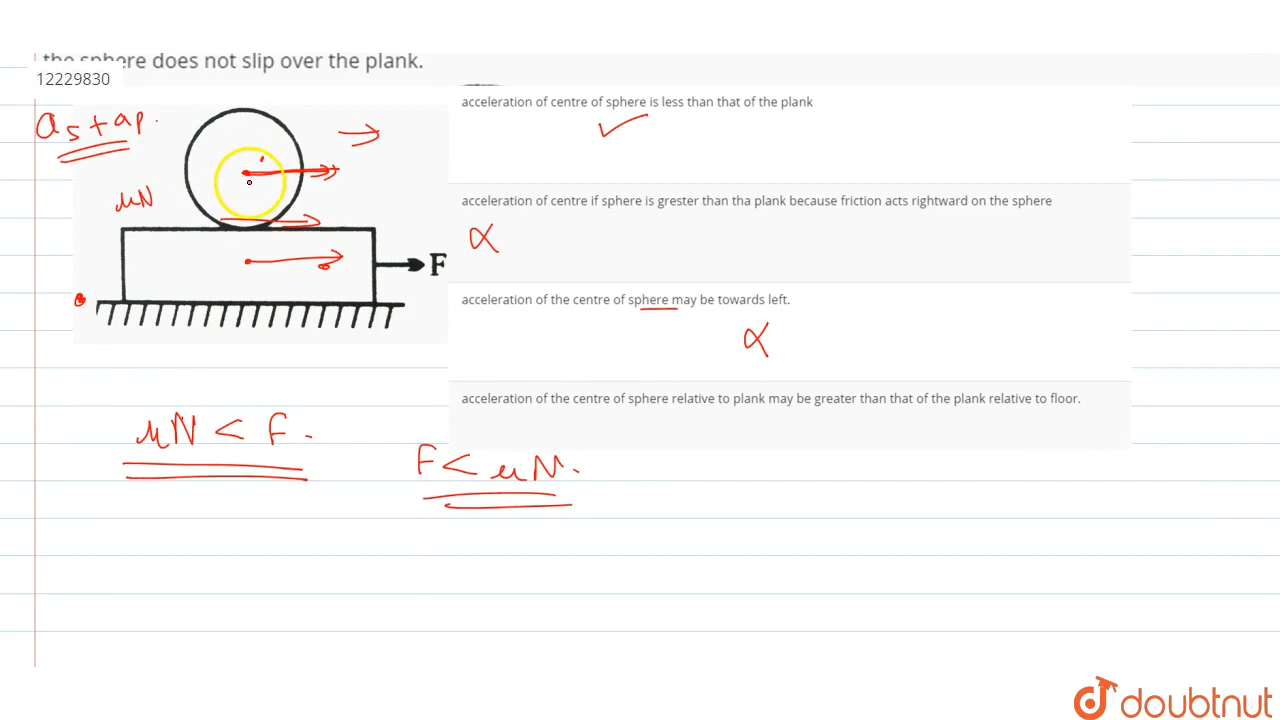 the sphere does not slip over the plank.
12229830
as + ap.
μN
F
acceleration of centre of sphere is less than that of the plank
acceleration of centre if sphere is grester than tha plank because friction acts rightward on the sphere
α
acceleration of the centre of sphere may be towards left.
α
acceleration of the centre of sphere relative to plank may be greater than that of the plank relative to floor.
μN < F.
F < μN.
doubtnut